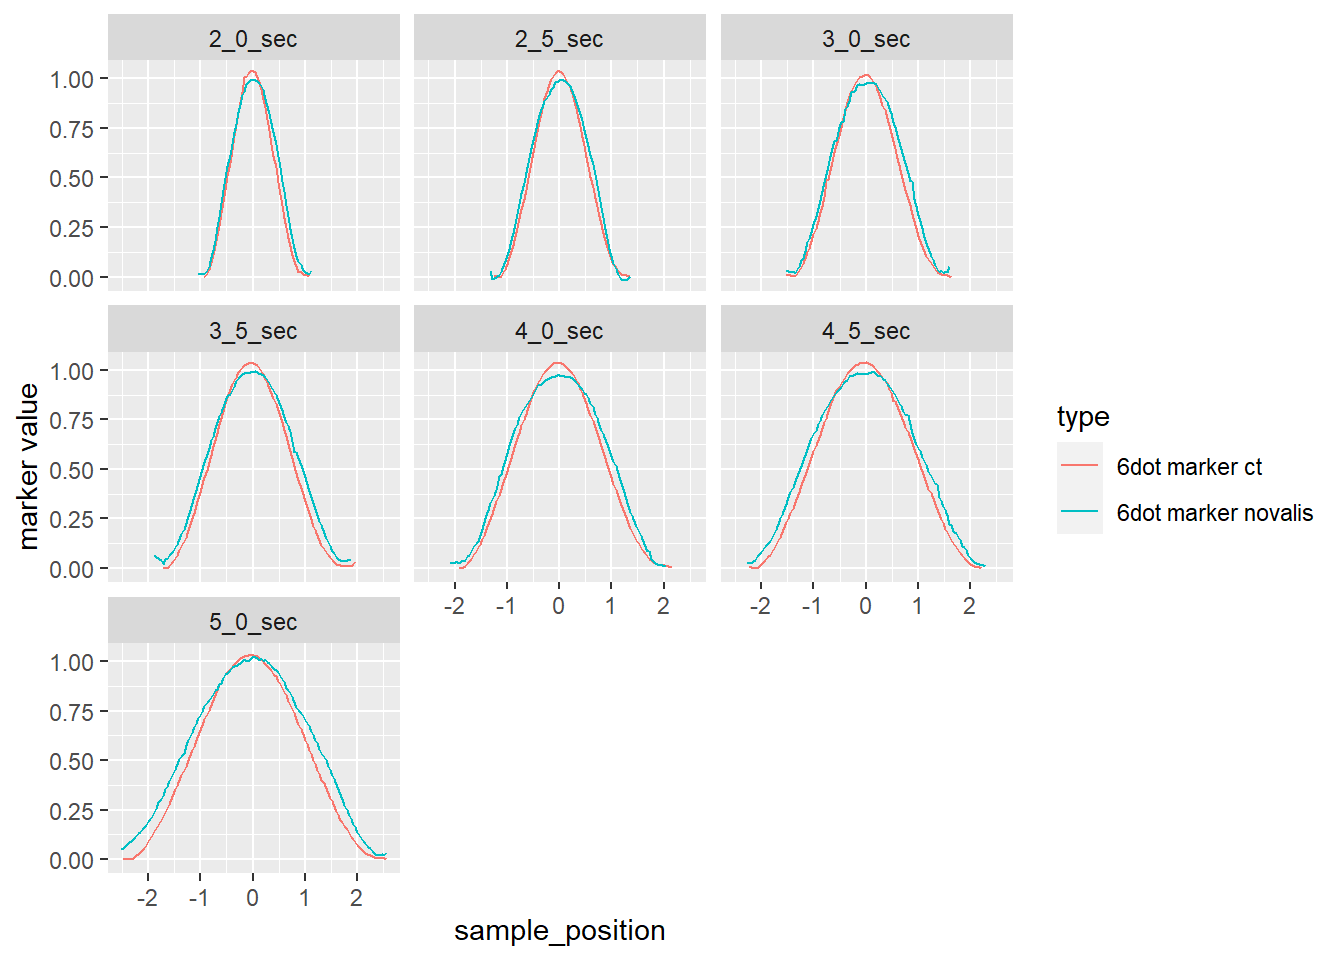 2_0_sec
2_5_sec
3_0_sec
1.00
0.75
0.50
0.25
0.00
3_5_sec
4_0_sec
4_5_sec
1.00
0.75
0.50
0.25
0.00
-2 -1 0 1 2
-2 -1 0 1 2
5_0_sec
1.00
0.75
0.50
0.25
0.00
-2 -1 0 1 2
marker value
sample_position
type
6dot marker ct
6dot marker novalis